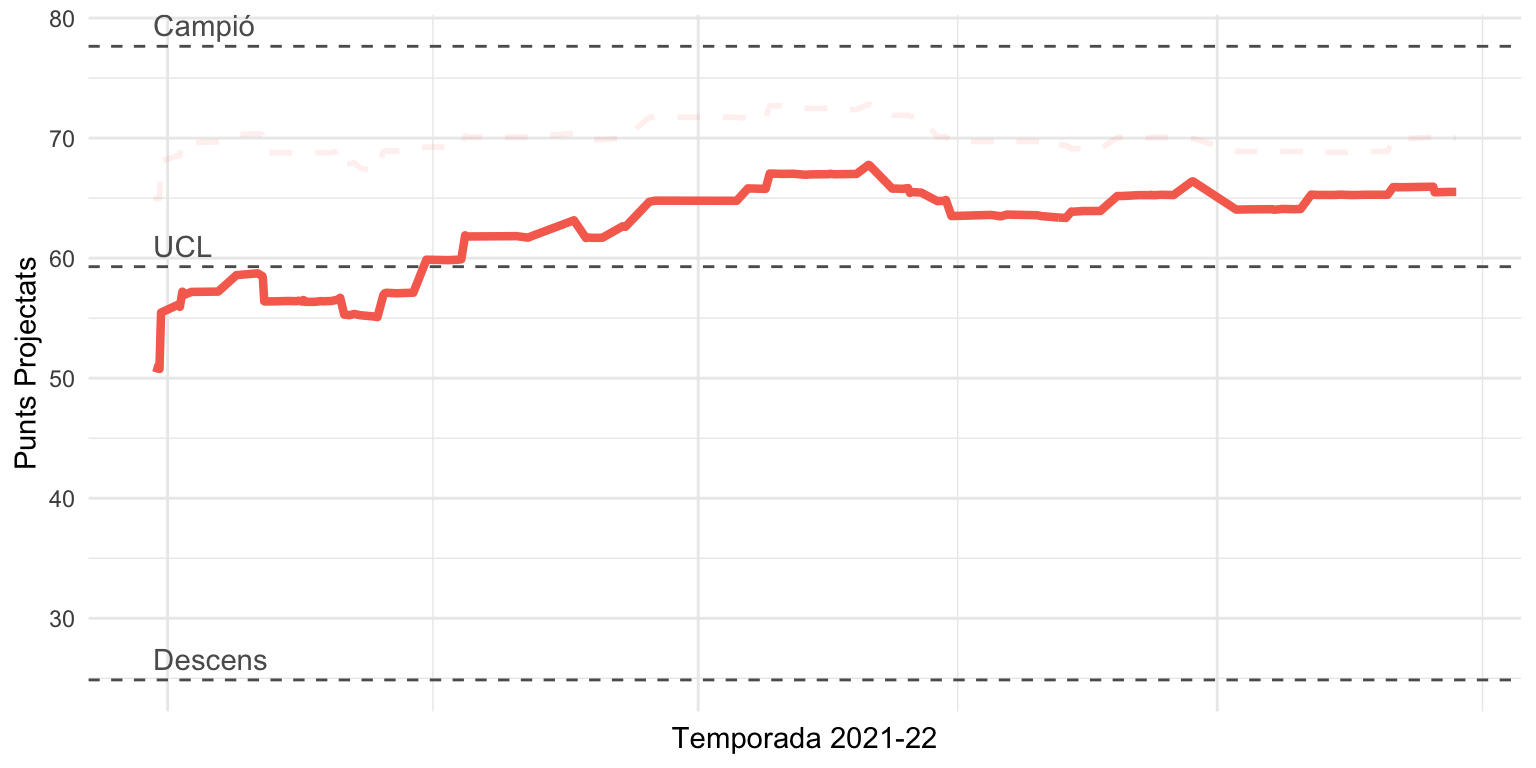 80
Campió
70
UCL
60
50
40
30
Descens
Punts Projectats
Temporada 2021-22